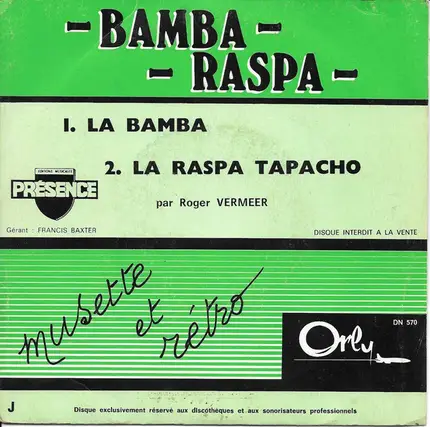 - BAMBA -
- RASPA -
1. LA BAMBA
2. LA RASPA TAPACHO
par Roger VERMEER
EDITIONS MUSICALES
PRÉSENCE
Gérant : FRANCIS BAXTER
DISQUE INTERDIT A LA VENTE
musette
et
rétro
DN 570
Orly
J
Disque exclusivement réservé aux discothèques et aux sonorisateurs professionnels